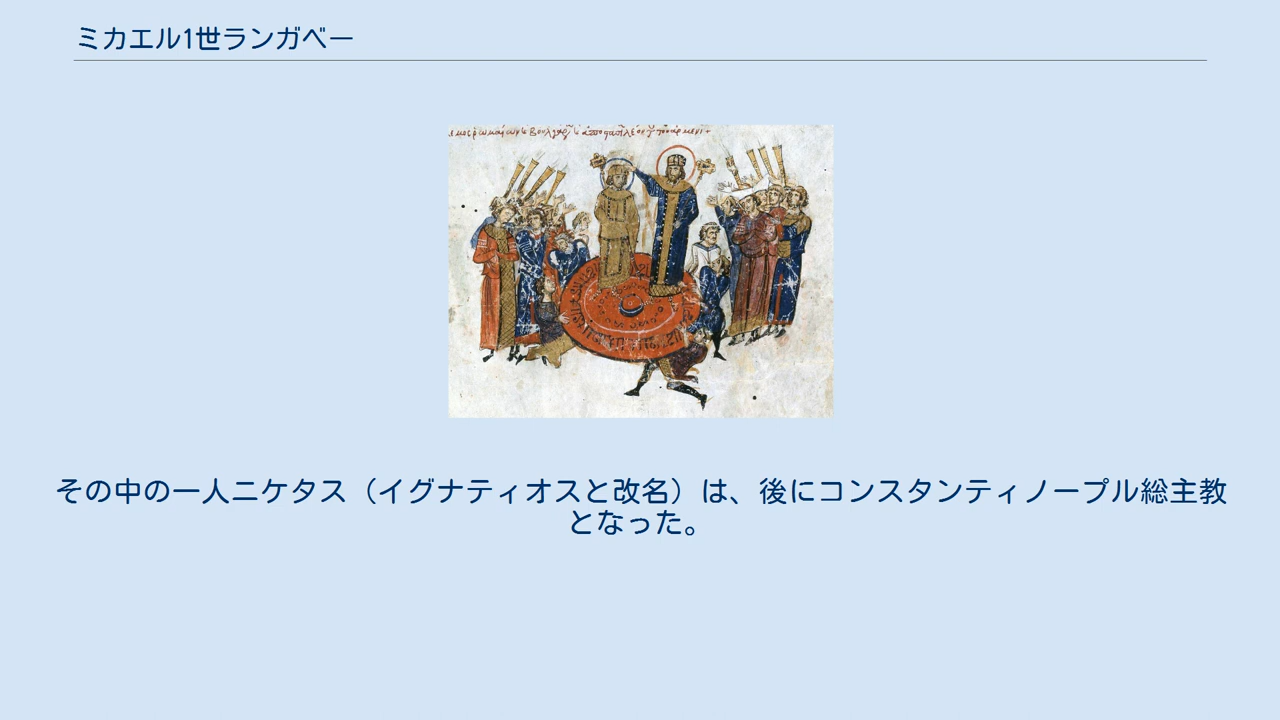 ミカエル1世ランガベー
その中の一人ニケタス（イグナティオスと改名）は、後にコンスタンティノープル総主教
となった。